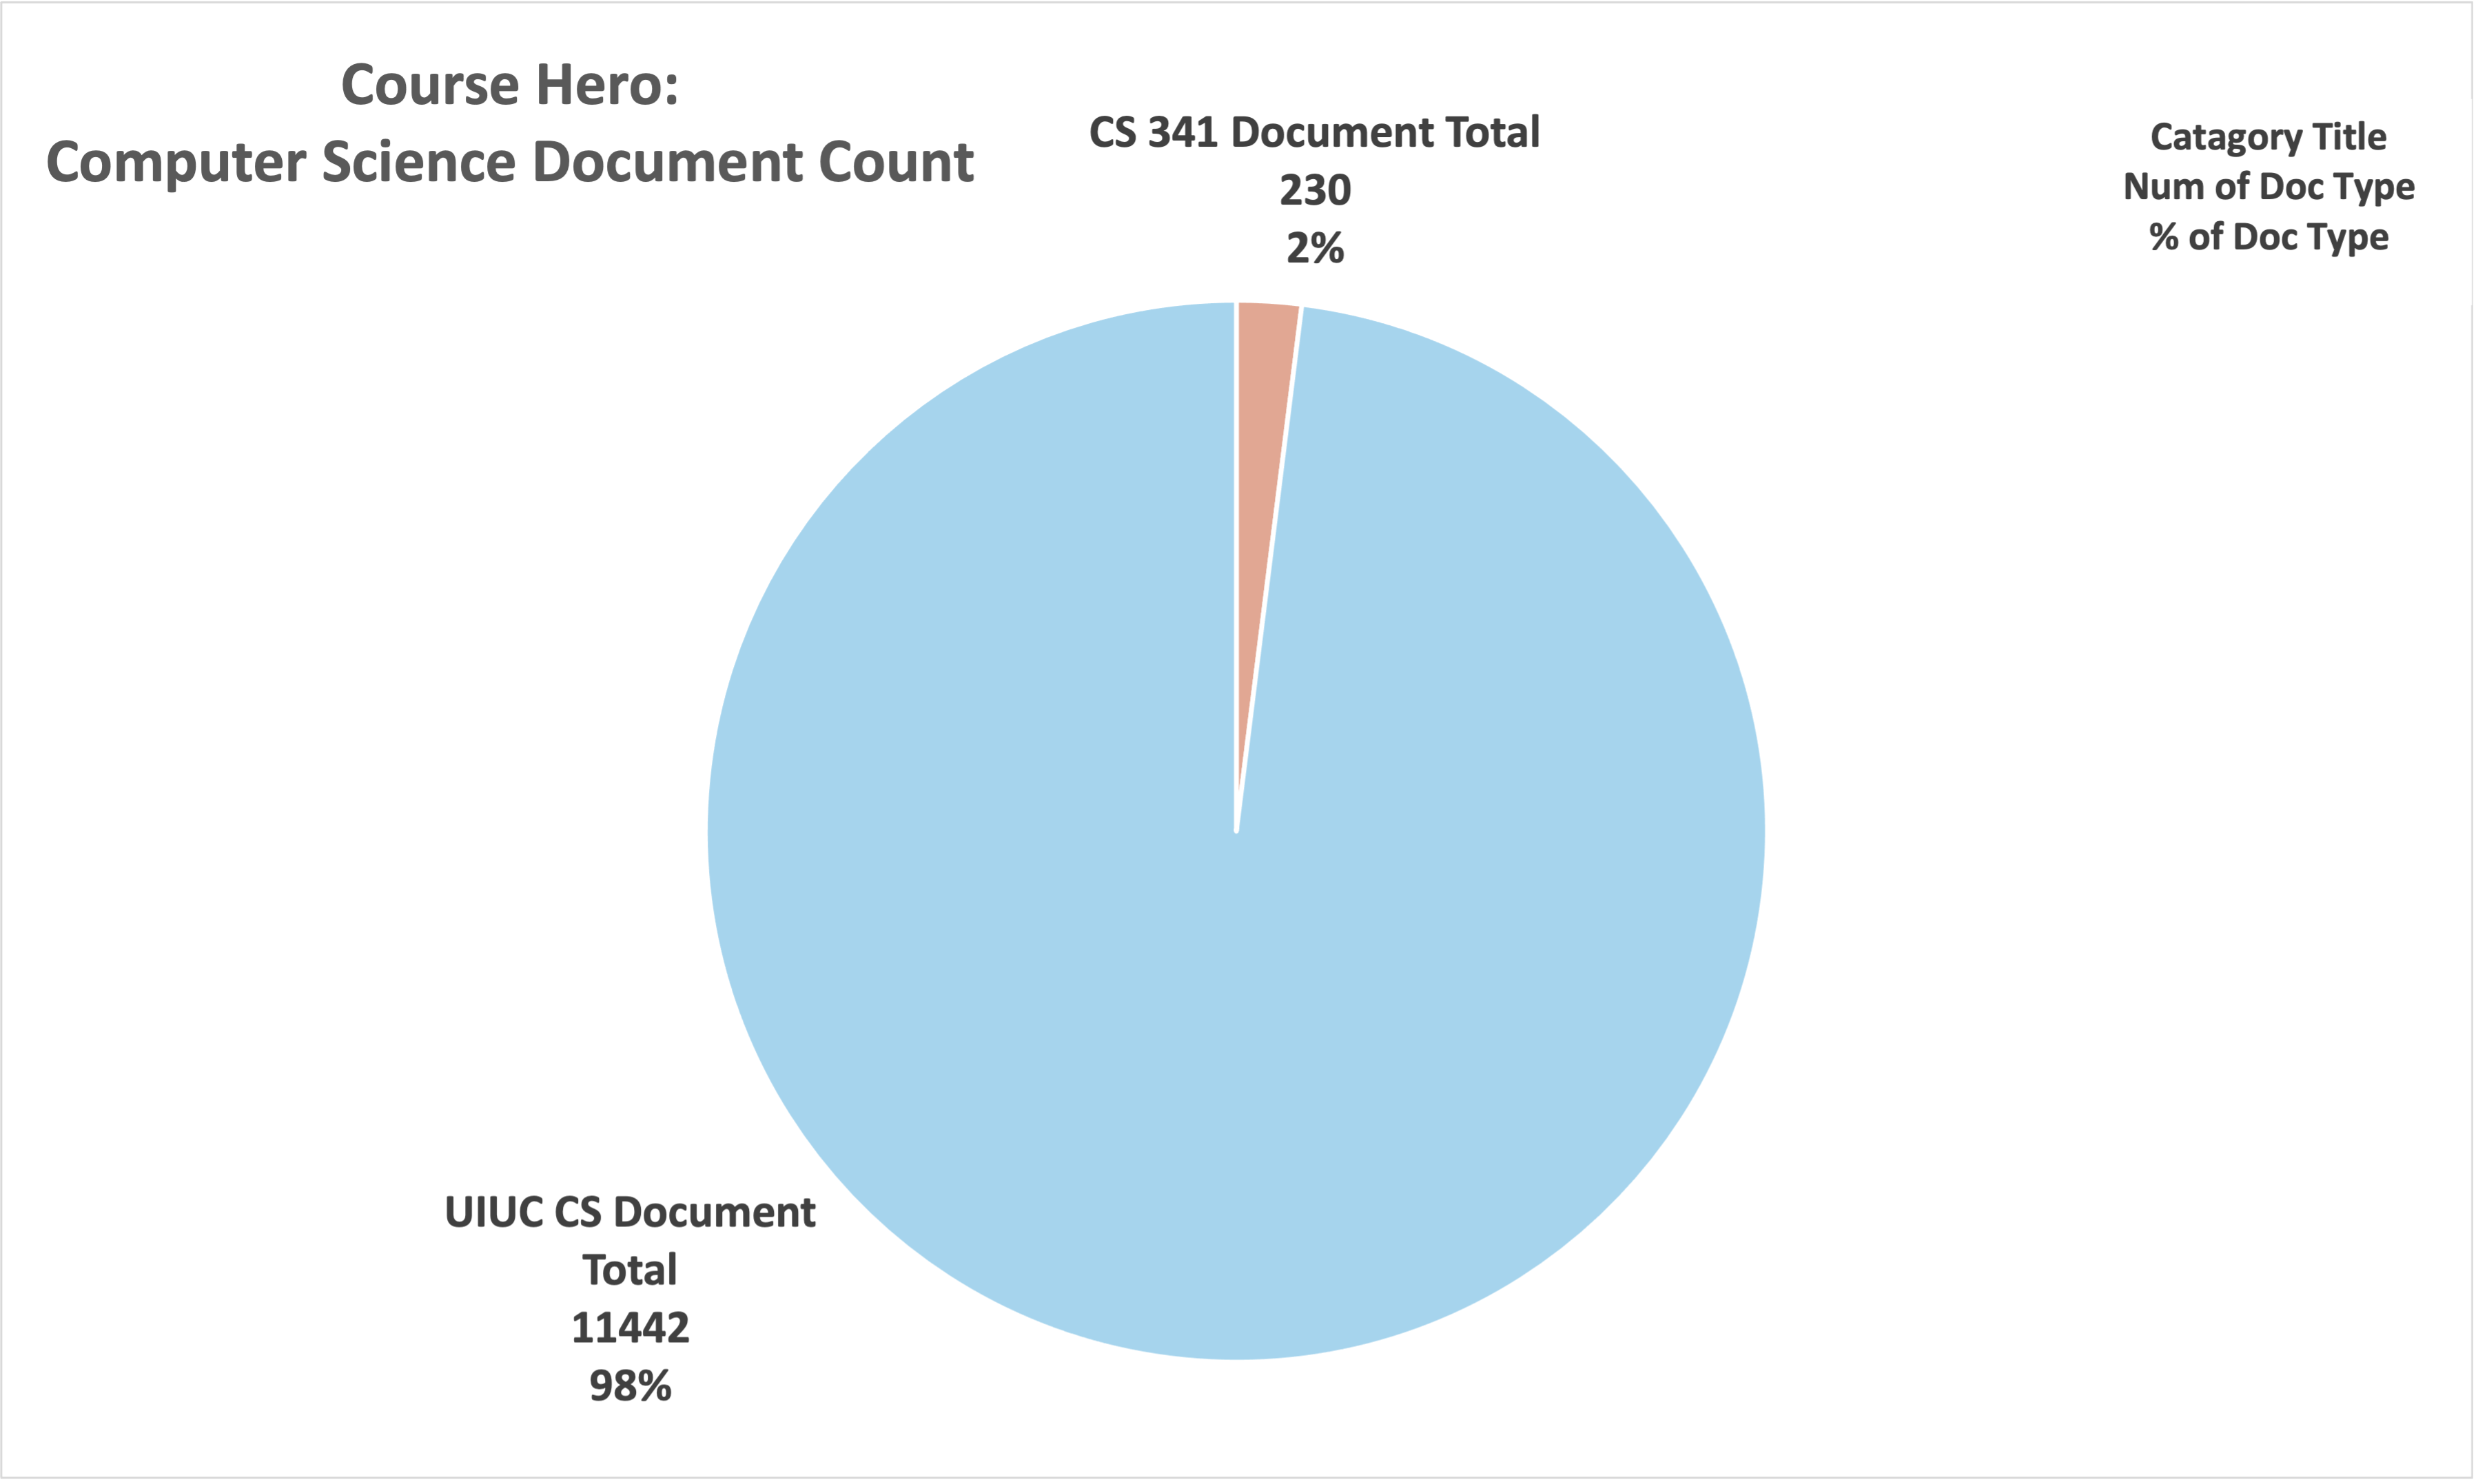 Course Hero:
Computer Science Document Count
CS 341 Document Total
230
2%
Catagory Title
Num of Doc Type
% of Doc Type
UIUC CS Document
Total
11442
98%